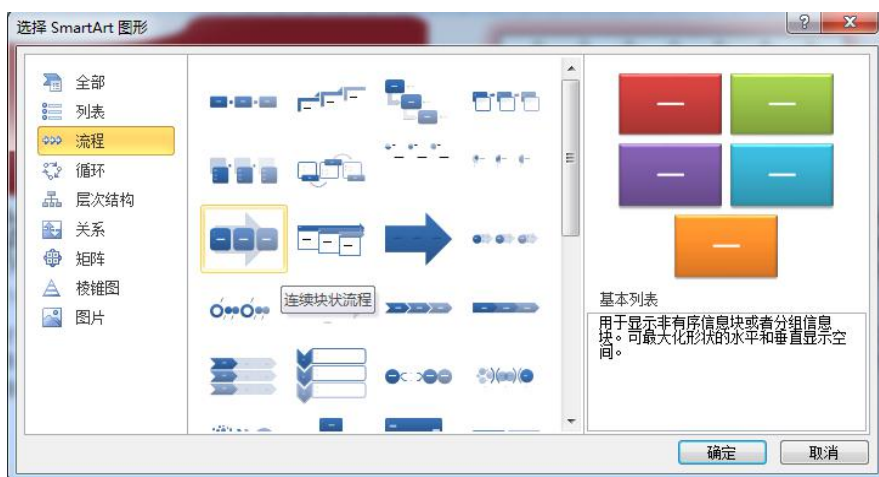 选择 SmartArt 图形
全部
列表
流程
循环
层次结构
关系
矩阵
棱锥图
图片
连续块状流程
基本列表
用于显示非有序信息块或者分组信息
块。可最大化形状的水平和垂直显示空
间。
确定
取消